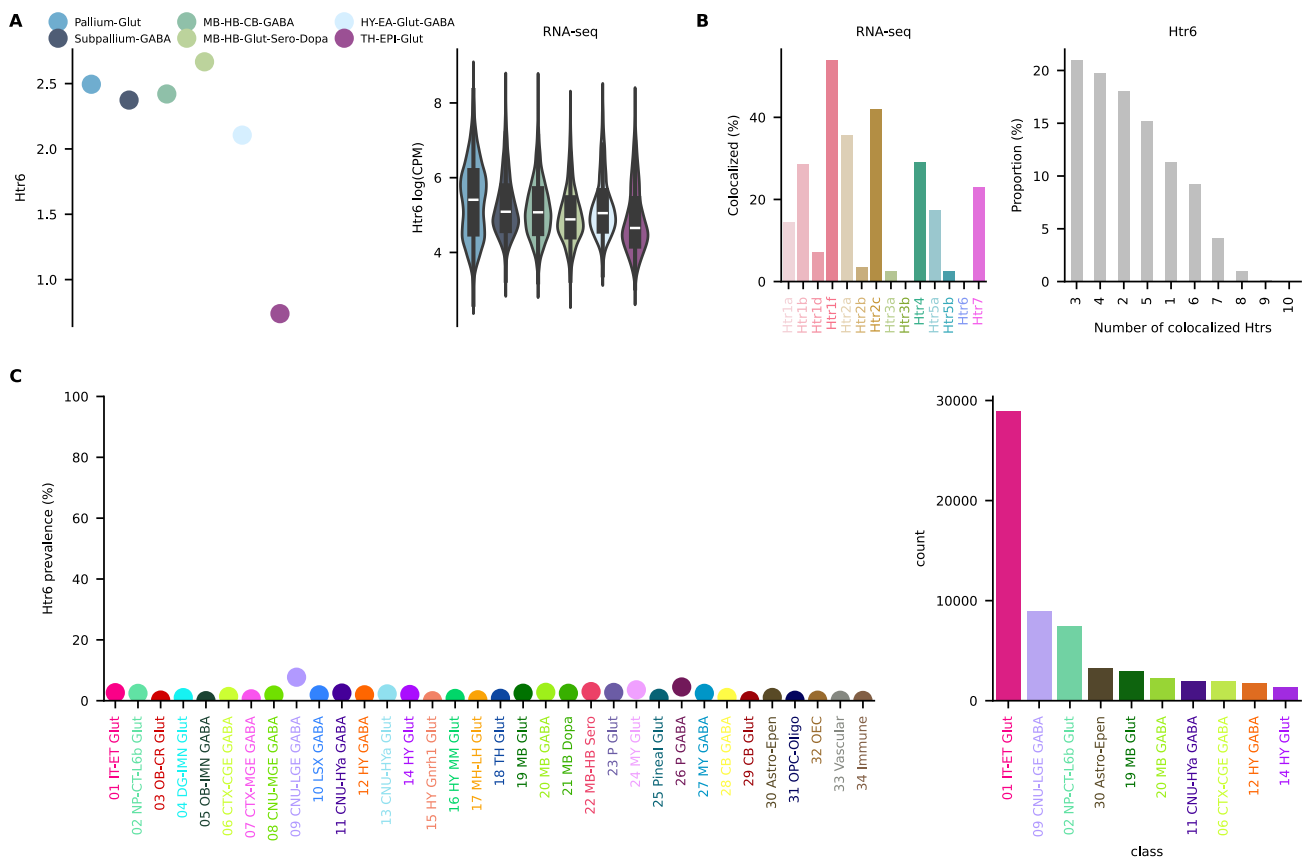 A
Pallium-Glut
Subpallium-GABA
MB-HB-CB-GABA
MB-HB-Glut-Sero-Dopa
HY-EA-Glut-GABA
TH-EPI-Glut
Htr6
2.5
2.0
1.5
1.0
RNA-seq
Htr6 log(CPM)
8
6
4
B
RNA-seq
Colocalized (%)
40
20
0
Htr1a
Htr1b
Htr1d
Htr1f
Htr2a
Htr2b
Htr2c
Htr3a
Htr3b
Htr4
Htr5a
Htr5b
Htr6
Htr7
Htr6
Proportion (%)
20
15
10
5
0
3
4
2
5
1
6
7
8
9
10
Number of colocalized Htrs
C
Htr6 prevalence (%)
100
80
60
40
20
0
01 IT-ET Glut
02 NP-CT-L6b Glut
03 OB-CR Glut
04 DG-IMN Glut
05 OB-IMN GABA
06 CTX-CGE GABA
07 CTX-MGE GABA
08 CNU-MGE GABA
09 CNU-LGE GABA
10 LSX GABA
11 CNU-HYa GABA
12 HY GABA
13 CNU-HYa Glut
14 HY Glut
15 HY Gnrh1 Glut
16 HY MM Glut
17 MH-LH Glut
18 TH Glut
19 MB Glut
20 MB GABA
21 MB Dopa
22 MB-HB Sero
23 P Glut
24 MY Glut
25 Pineal Glut
26 P GABA
27 MY GABA
28 CB GABA
29 CB Glut
30 Astro-Epen
31 OPC-Oligo
32 OEC
33 Vascular
34 Immune
count
30000
20000
10000
0
01 IT-ET Glut
09 CNU-LGE GABA
02 NP-CT-L6b Glut
30 Astro-Epen
19 MB Glut
20 MB GABA
11 CNU-HYa GABA
06 CTX-CGE GABA
12 HY GABA
14 HY Glut
class